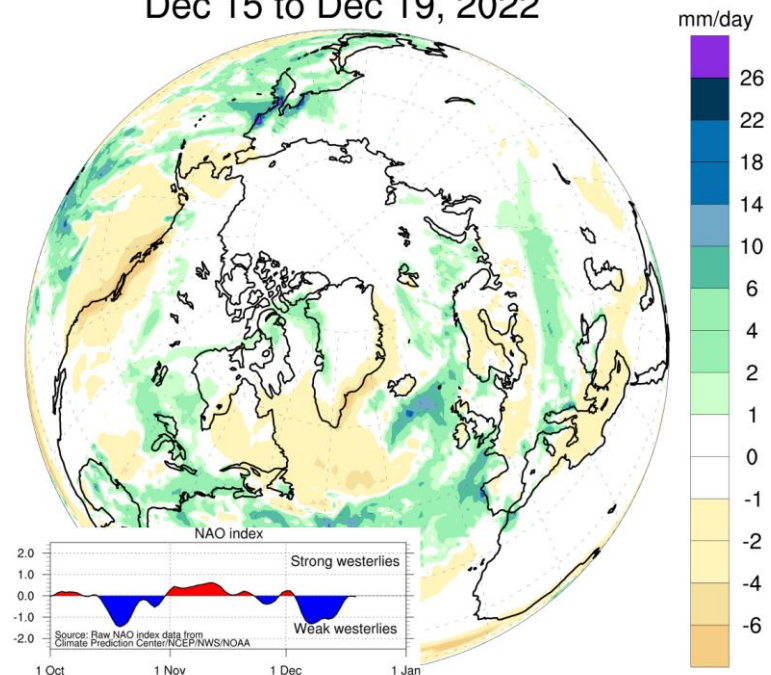 Dec 15 to Dec 19, 2022
mm/day
26
22
18
14
10
6
4
2
1
0
-1
-2
-4
-6
NAO index
2.0
1.0
0.0
-1.0
-2.0
Strong westerlies
Weak westerlies
Source: Raw NAO index data from
Climate Prediction Center/NCEP/NWS/NOAA
1 Oct
1 Nov
1 Dec
1 Jan